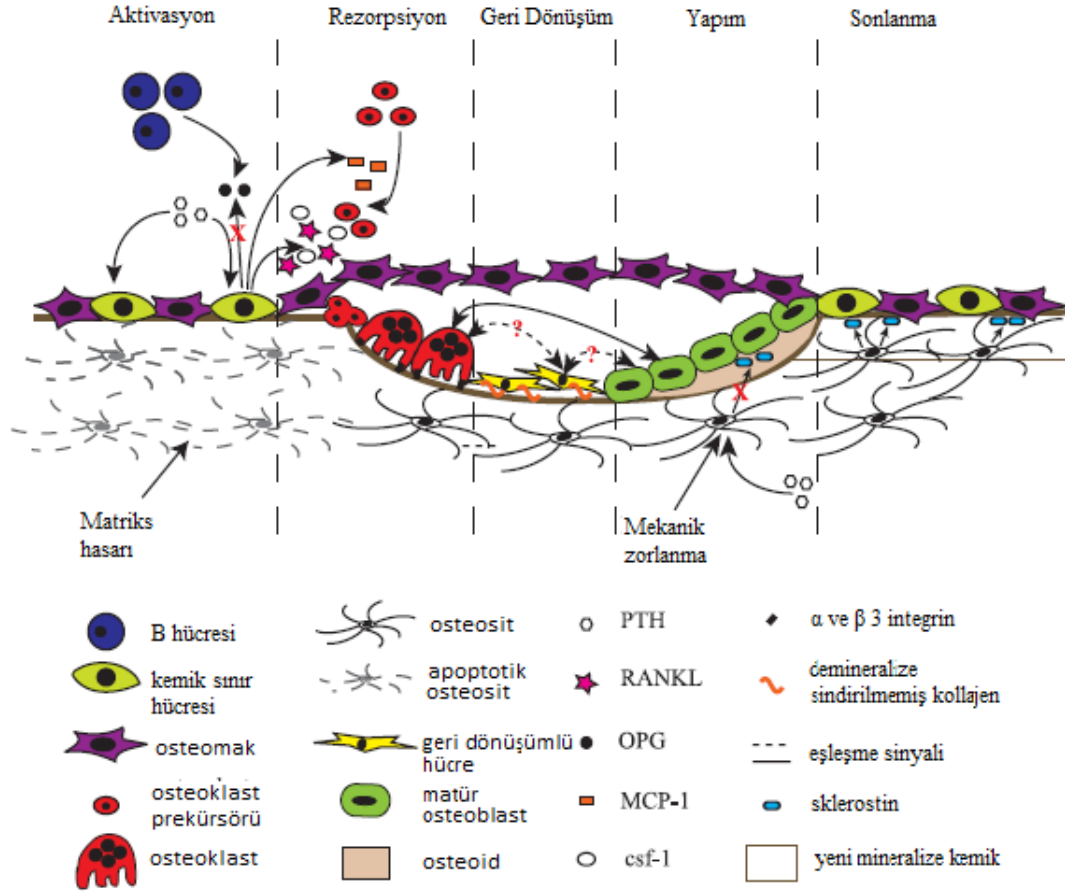 Aktivasyon
Rezorpsiyon
Geri Dönüşüm
Yapım
Sonlanma
X
?
?
X
Matriks
hasarı
Mekanik
zorlanma
B hücresi
kemik sınır
hücresi
osteomak
osteoklast
prekürsörü
osteoklast
osteosit
apoptotik
osteosit
geri dönüşümlü
hücre
matür
osteoblast
osteoid
PTH
RANKL
OPG
MCP-1
csf-1
α ve β 3 integrin
demineralize
sindirilmemiş kollajen
eşleşme sinyali
sklerostin
yeni mineralize kemik